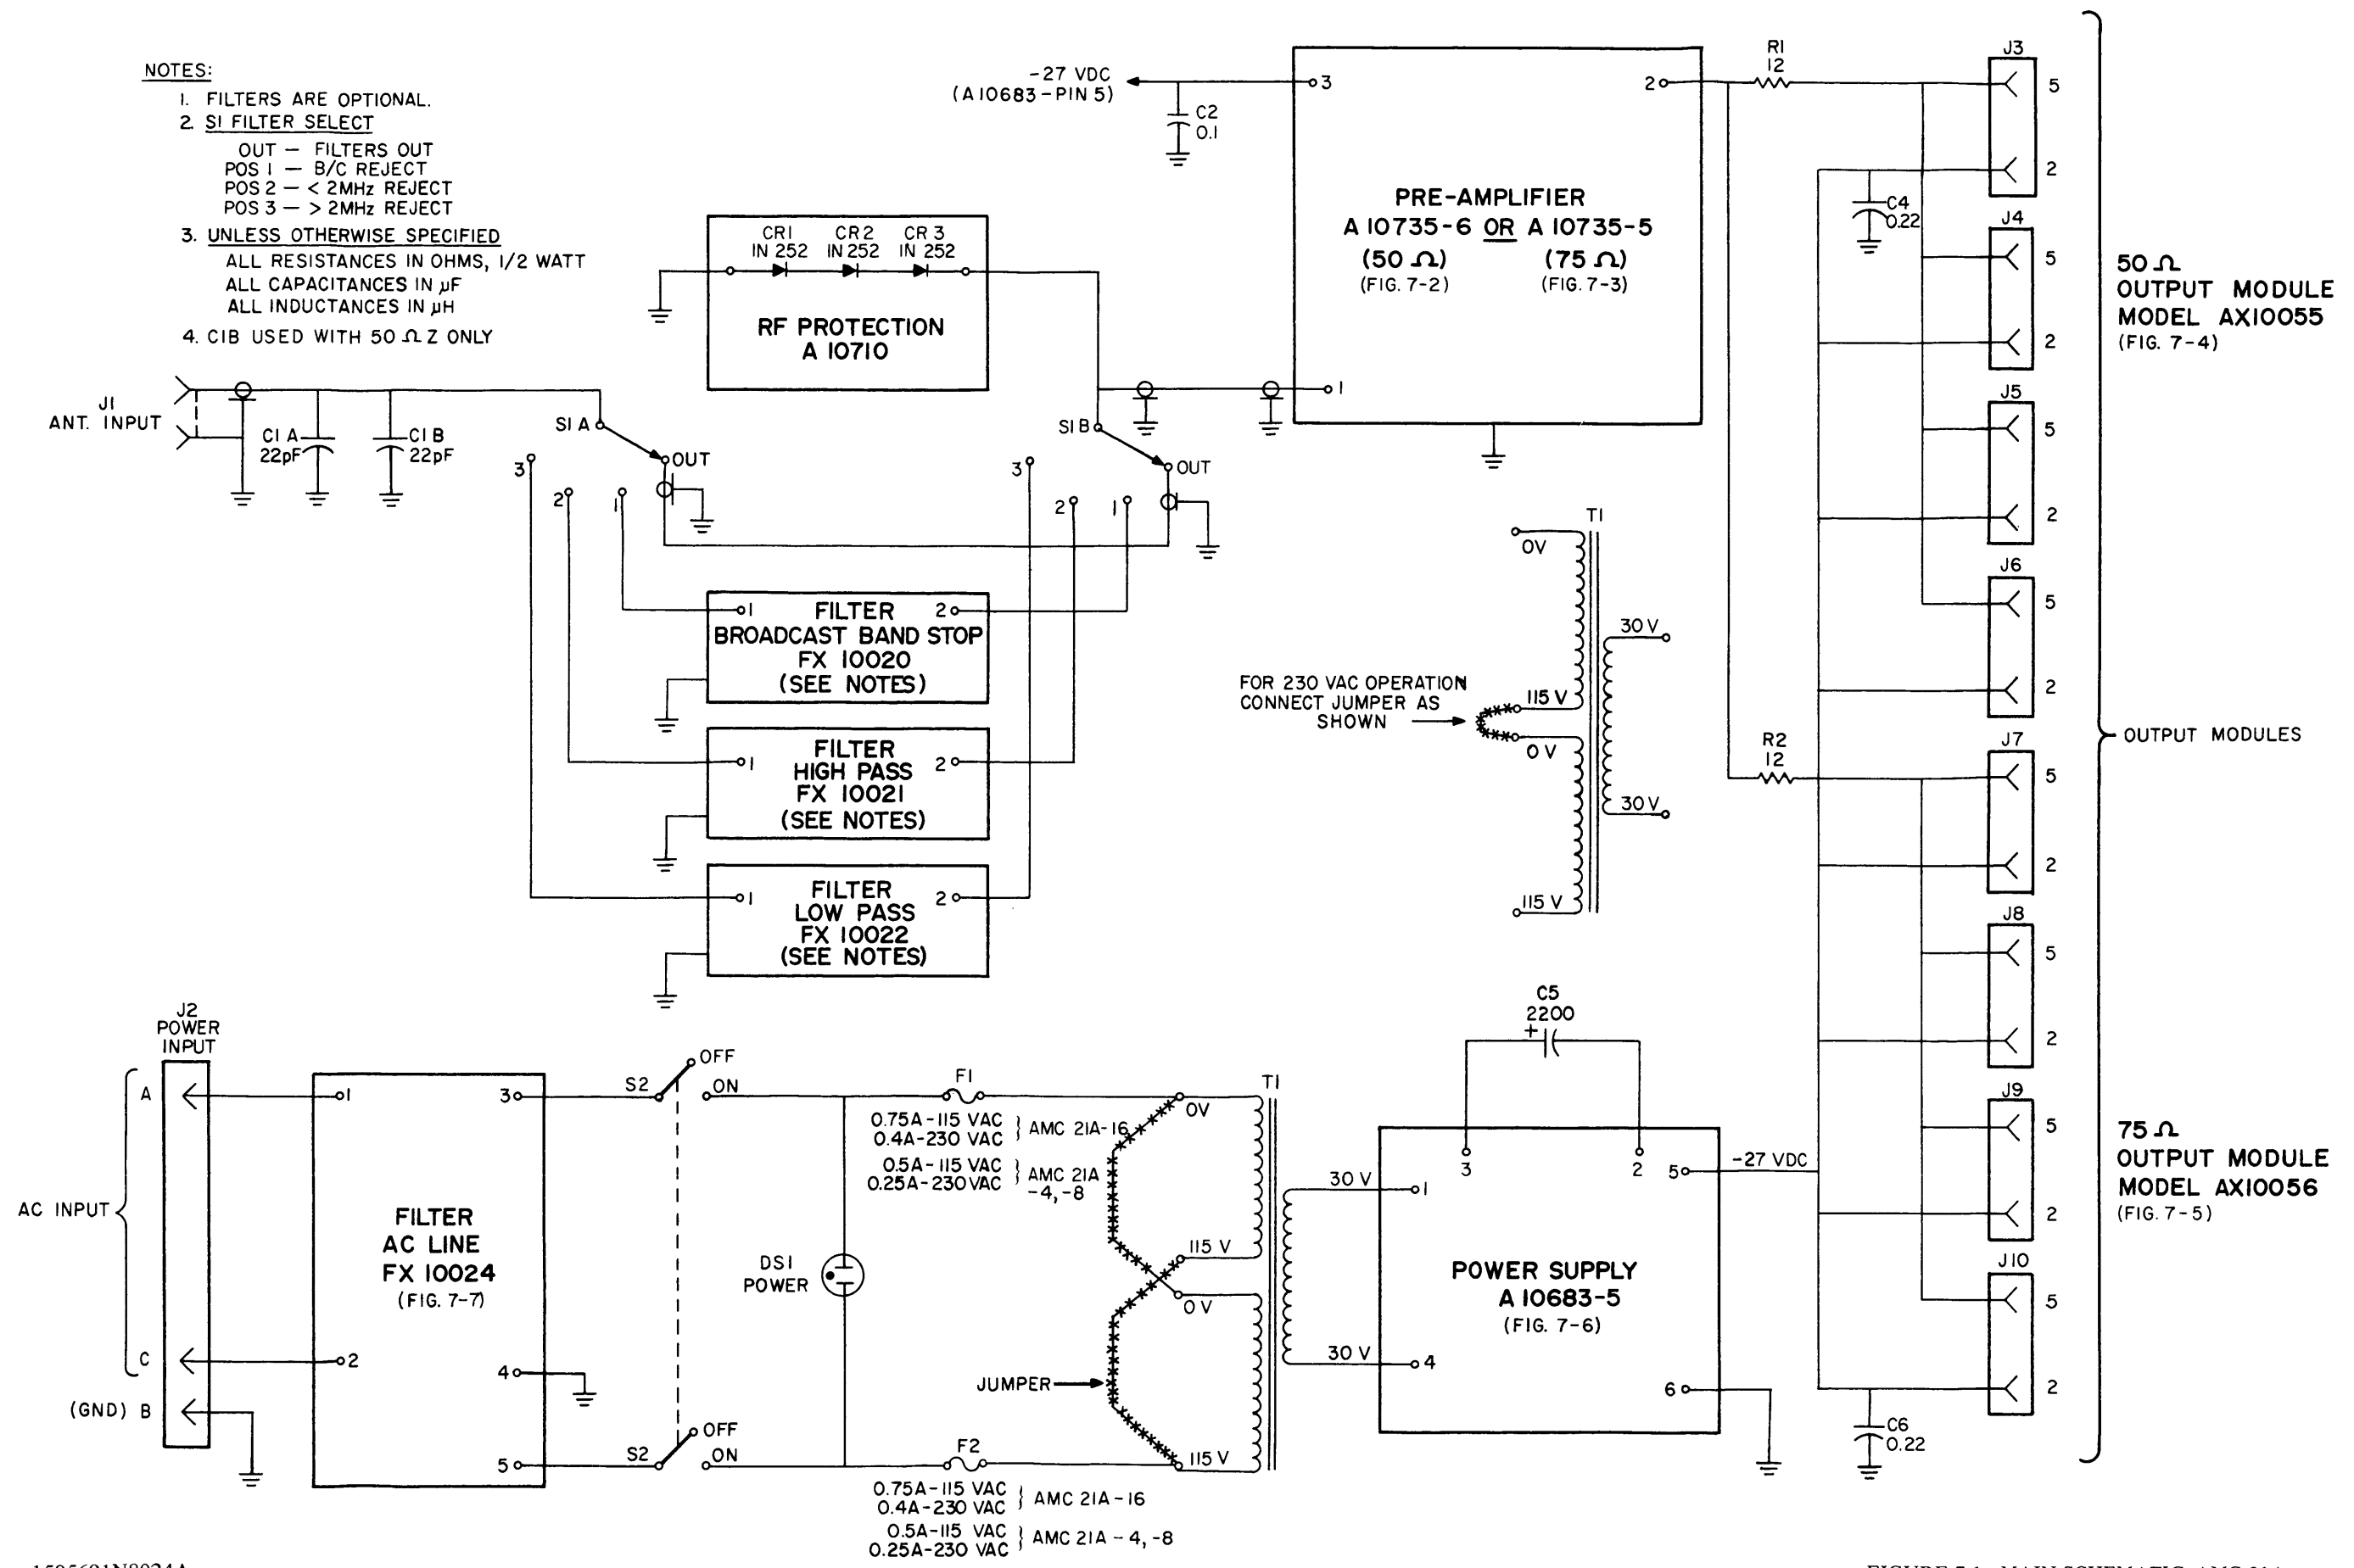 NOTES:
1. FILTERS ARE OPTIONAL.
2. S1 FILTER SELECT
OUT — FILTERS OUT
POS 1 — B/C REJECT
POS 2 — < 2MHz REJECT
POS 3 — > 2MHz REJECT
3. UNLESS OTHERWISE SPECIFIED
ALL RESISTANCES IN OHMS, 1/2 WATT
ALL CAPACITANCES IN µF
ALL INDUCTANCES IN µH
4. C1B USED WITH 50 Ω Z ONLY
J1
ANT. INPUT
C1 A
22pF
C1 B
22pF
S1 A
OUT
3
2
1
CR1
IN 252
CR2
IN 252
CR 3
IN 252
RF PROTECTION
A 10710
S1 B
OUT
3
2
1
-27 VDC
(A10683-PIN 5)
C2
0.1
3
2
1
PRE-AMPLIFIER
A 10735-6 OR A 10735-5
(50 Ω) (75 Ω)
(FIG. 7-2) (FIG. 7-3)
1 FILTER 2
BROADCAST BAND STOP
FX 10020
(SEE NOTES)
FILTER
1 HIGH PASS 2
FX 10021
(SEE NOTES)
FILTER
1 2
LOW PASS
FX 10022
(SEE NOTES)
T1
0V
115 V
0 V
115 V
30 V
30 V
FOR 230 VAC OPERATION
CONNECT JUMPER AS
SHOWN
R1
12
R2
12
C4
0.22
J3
5
2
J4
5
2
J5
5
2
J6
5
2
J7
5
2
J8
5
2
J9
5
2
J10
5
2
C6
0.22
50 Ω
OUTPUT MODULE
MODEL AX10055
(FIG. 7-4)
OUTPUT MODULES
75 Ω
OUTPUT MODULE
MODEL AX10056
(FIG. 7-5)
J2
POWER
INPUT
AC INPUT
A
C
(GND) B
1
2
3
4
5
FILTER
AC LINE
FX 10024
(FIG. 7-7)
S2
OFF
ON
S2
OFF
ON
DS1
POWER
F1
0.75A-115 VAC
0.4A-230 VAC
AMC 21A-16
0.5A-115 VAC
0.25A-230VAC
AMC 21A
-4,-8
F2
0.75A-115 VAC
0.4A-230 VAC
AMC 21A-16
0.5A-115 VAC
0.25A-230 VAC
AMC 21A - 4, -8
JUMPER
T1
0V
115 V
0 V
115 V
30 V
30 V
C5
2200
+
3
2
1
4
5
6
-27 VDC
POWER SUPPLY
A 10683-5
(FIG. 7-6)